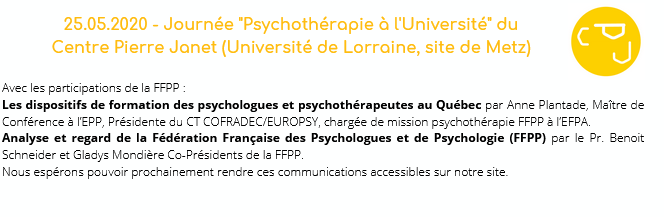 25.05.2020 - Journée "Psychothérapie à l'Université" du
Centre Pierre Janet (Université de Lorraine, site de Metz)
CPJ
Avec les participations de la FFPP :
Les dispositifs de formation des psychologues et psychothérapeutes au Québec par Anne Plantade, Maître de
Conférence à l'EPP, Présidente du CT COFRADEC/EUROPSY, chargée de mission psychothérapie FFPP à l'EFPA.
Analyse et regard de la Fédération Française des Psychologues et de Psychologie (FFPP) par le Pr. Benoit
Schneider et Gladys Mondière Co-Présidents de la FFPP.
Nous espérons pouvoir prochainement rendre ces communications accessibles sur notre site.